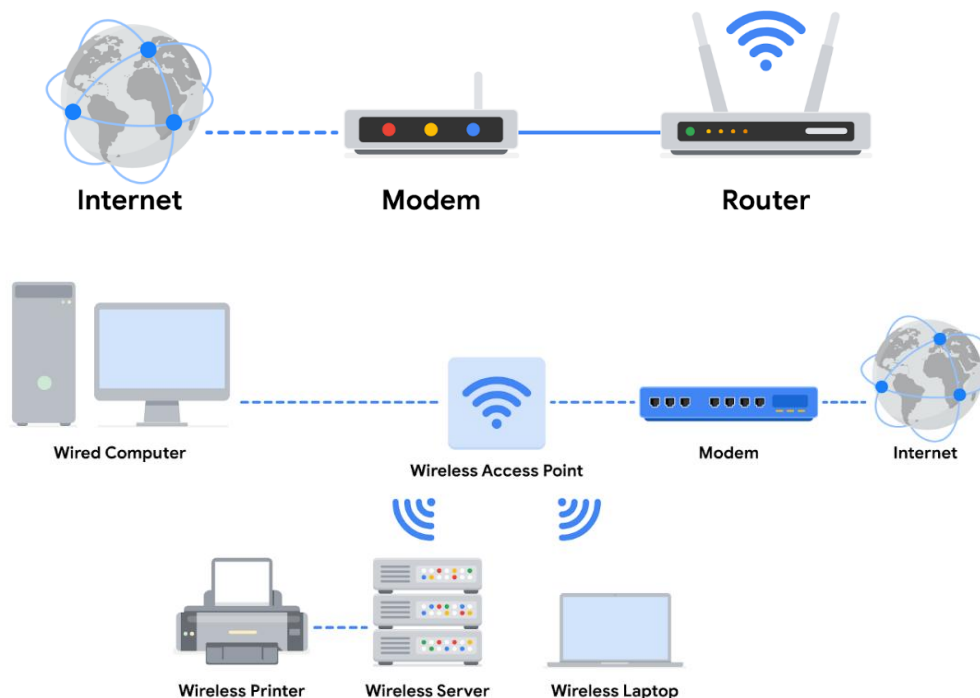 Internet
Modem
Router
Wired Computer
Wireless Access Point
Modem
Internet
Wireless Printer
Wireless Server
Wireless Laptop